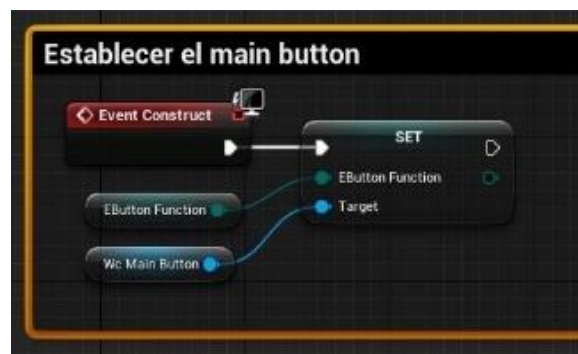 Establecer el main button
Event Construct
SET
EButton Function
Target
EButton Function
Wc Main Button